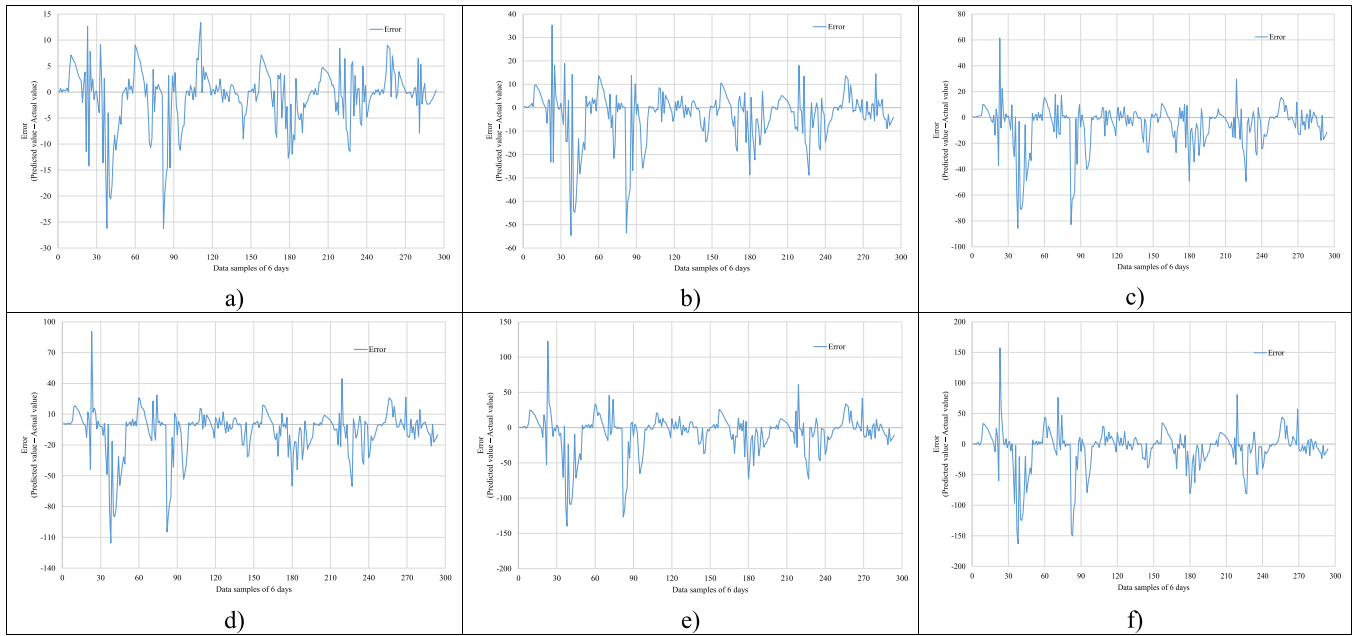 15
10
5
0
-5
-10
-15
-20
-25
-30
0 30 60 90 120 150 180 210 240 270 300
Error
(Predicted value – Actual value)
Data samples of 6 days
Error
a)
40
30
20
10
0
-10
-20
-30
-40
-50
-60
0 30 60 90 120 150 180 210 240 270 300
Error
(Predicted value – Actual value)
Data samples of 6 days
Error
b)
80
60
40
20
0
-20
-40
-60
-80
-100
0 30 60 90 120 150 180 210 240 270 300
Error
(Predicted value – Actual value)
Data samples of 6 days
Error
c)
100
70
40
10
-20
-50
-80
-110
-140
0 30 60 90 120 150 180 210 240 270 300
Error
(Predicted value – Actual value)
Data samples of 6 days
Error
d)
150
100
50
0
-50
-100
-150
-200
0 30 60 90 120 150 180 210 240 270 300
Error
(Predicted value – Actual value)
Data samples of 6 days
Error
e)
200
150
100
50
0
-50
-100
-150
-200
0 30 60 90 120 150 180 210 240 270 300
Error
(Predicted value – Actual value)
Data samples of 6 days
Error
f)